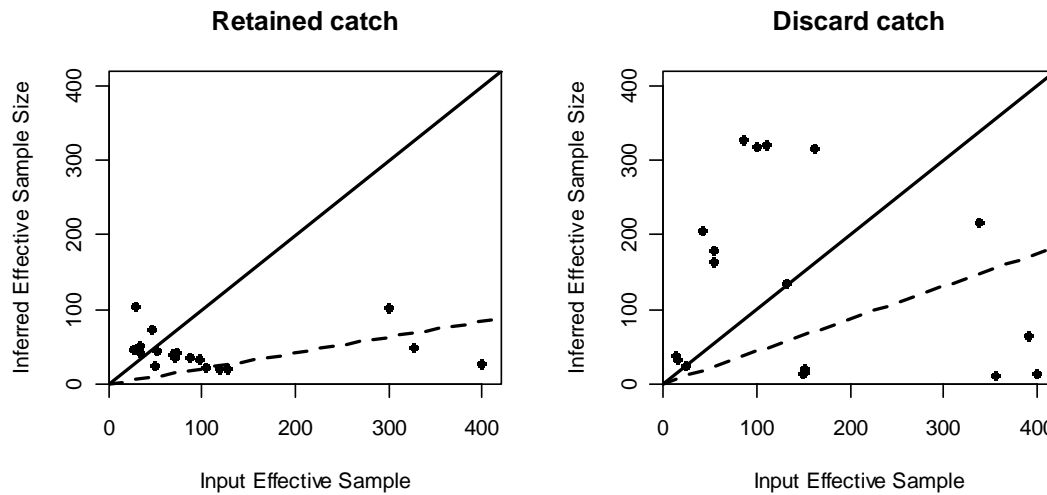 Retained catch
Inferred Effective Sample Size
400
300
200
100
0
0 100 200 300 400
Input Effective Sample
Discard catch
Inferred Effective Sample Size
400
300
200
100
0
0 100 200 300 400
Input Effective Sample